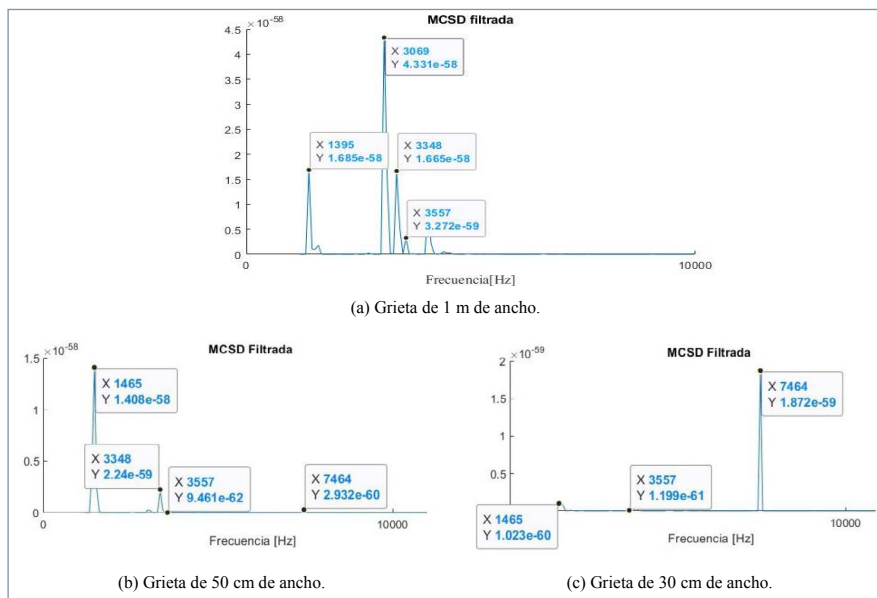 ×10⁻⁵⁸
MCSD filtrada
4.5
4
3.5
3
2.5
2
1.5
1
0.5
0
X 3069
Y 4.331e-58
X 1395
Y 1.685e-58
X 3348
Y 1.665e-58
X 3557
Y 3.272e-59
0
10000
Frecuencia[Hz]
(a) Grieta de 1 m de ancho.
×10⁻⁵⁸
MCSD Filtrada
1.5
1
0.5
0
X 1465
Y 1.408e-58
X 3348
Y 2.24e-59
X 3557
Y 9.461e-62
X 7464
Y 2.932e-60
0
10000
Frecuencia [Hz]
(b) Grieta de 50 cm de ancho.
×10⁻⁵⁹
MCSD Filtrada
2
1.5
1
0.5
X 7464
Y 1.872e-59
X 3557
Y 1.199e-61
X 1465
Y 1.023e-60
10000
Frecuencia [Hz]
(c) Grieta de 30 cm de ancho.